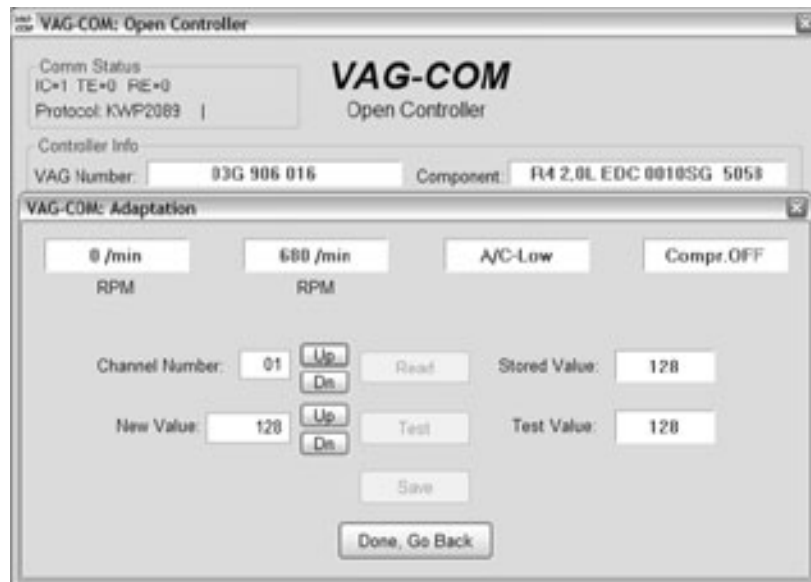 VAG-COM: Open Controller
Comm Status
IC=1 TE=0 RE=0
Protocol: KWP2089 |
VAG-COM
Open Controller
Controller Info
VAG Number: 03G 906 016 Component: R4 2,0L EDC 0010SG 5058
VAG-COM: Adaptation
0 /min 680 /min A/C-Low Compr.OFF
RPM RPM
Channel Number: 01 Up Dn Read Stored Value: 128
New Value: 128 Up Dn Test Test Value: 128
Save
Done, Go Back